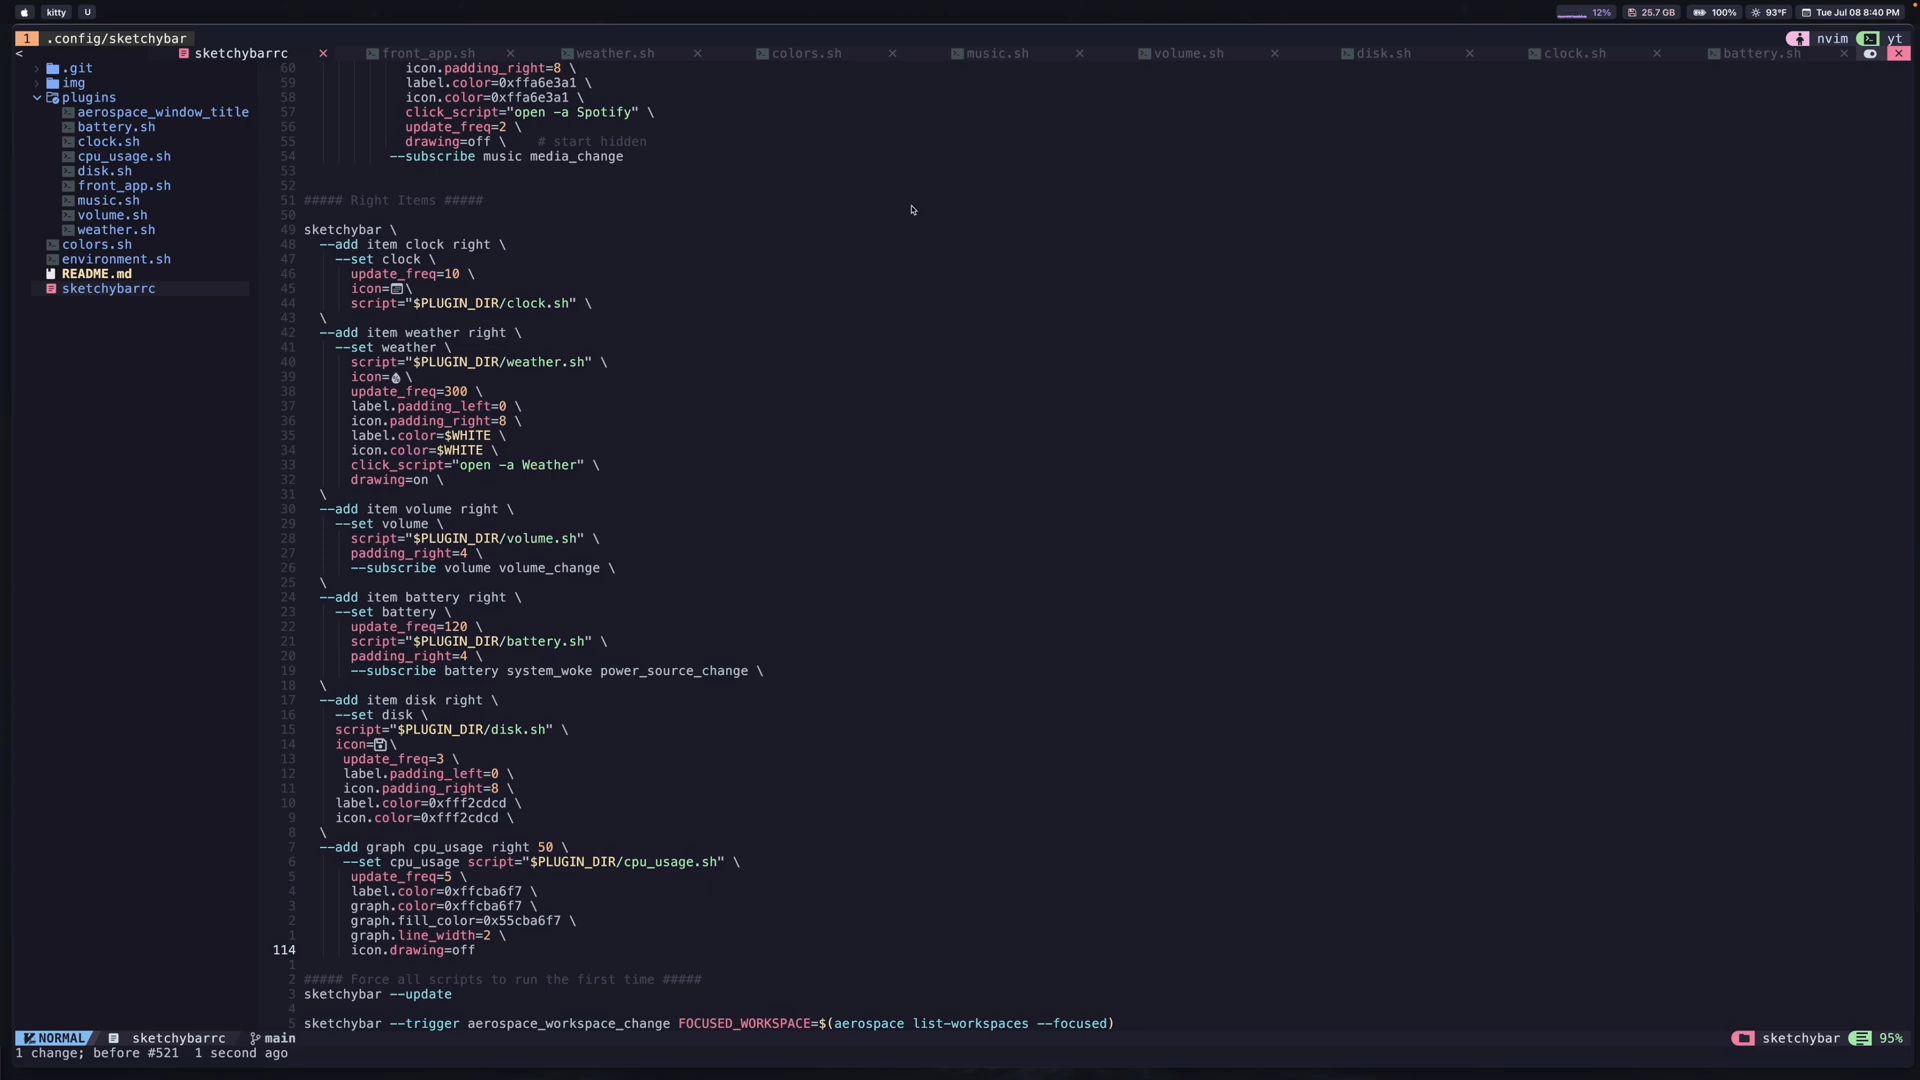 kitty U 12% 25.7 GB 100% 93°F Tue Jul 08 8:40 PM
1 .config/sketchybar nvim yt
< sketchybarrc × front_app.sh × weather.sh × colors.sh × music.sh × volume.sh × disk.sh × clock.sh × battery.sh ×
.git
img
plugins
aerospace_window_title
battery.sh
clock.sh
cpu_usage.sh
disk.sh
front_app.sh
music.sh
volume.sh
weather.sh
colors.sh
environment.sh
README.md
sketchybarrc
60 icon.padding_right=8 \
59 label.color=0xffa6e3a1 \
58 icon.color=0xffa6e3a1 \
57 click_script="open -a Spotify" \
56 update_freq=2 \
55 drawing=off \ # start hidden
54 --subscribe music media_change
53
52
51 ##### Right Items #####
50
49 sketchybar \
48 --add item clock right \
47 --set clock \
46 update_freq=10 \
45 icon= \
44 script="$PLUGIN_DIR/clock.sh" \
43 \
42 --add item weather right \
41 --set weather \
40 script="$PLUGIN_DIR/weather.sh" \
39 icon= \
38 update_freq=300 \
37 label.padding_left=0 \
36 icon.padding_right=8 \
35 label.color=$WHITE \
34 icon.color=$WHITE \
33 click_script="open -a Weather" \
32 drawing=on \
31 \
30 --add item volume right \
29 --set volume \
28 script="$PLUGIN_DIR/volume.sh" \
27 padding_right=4 \
26 --subscribe volume volume_change \
25 \
24 --add item battery right \
23 --set battery \
22 update_freq=120 \
21 script="$PLUGIN_DIR/battery.sh" \
20 padding_right=4 \
19 --subscribe battery system_woke power_source_change \
18 \
17 --add item disk right \
16 --set disk \
15 script="$PLUGIN_DIR/disk.sh" \
14 icon= \
13 update_freq=3 \
12 label.padding_left=0 \
11 icon.padding_right=8 \
10 label.color=0xfff2cdcd \
9 icon.color=0xfff2cdcd \
8 \
7 --add graph cpu_usage right 50 \
6 --set cpu_usage script="$PLUGIN_DIR/cpu_usage.sh" \
5 update_freq=5 \
4 label.color=0xffcba6f7 \
3 graph.color=0xffcba6f7 \
2 graph.fill_color=0x55cba6f7 \
1 graph.line_width=2 \
114 icon.drawing=off
1
2 ##### Force all scripts to run the first time #####
3 sketchybar --update
4
5 sketchybar --trigger aerospace_workspace_change FOCUSED_WORKSPACE=$(aerospace list-workspaces --focused)
NORMAL sketchybarrc main sketchybar 95%
1 change; before #521 1 second ago